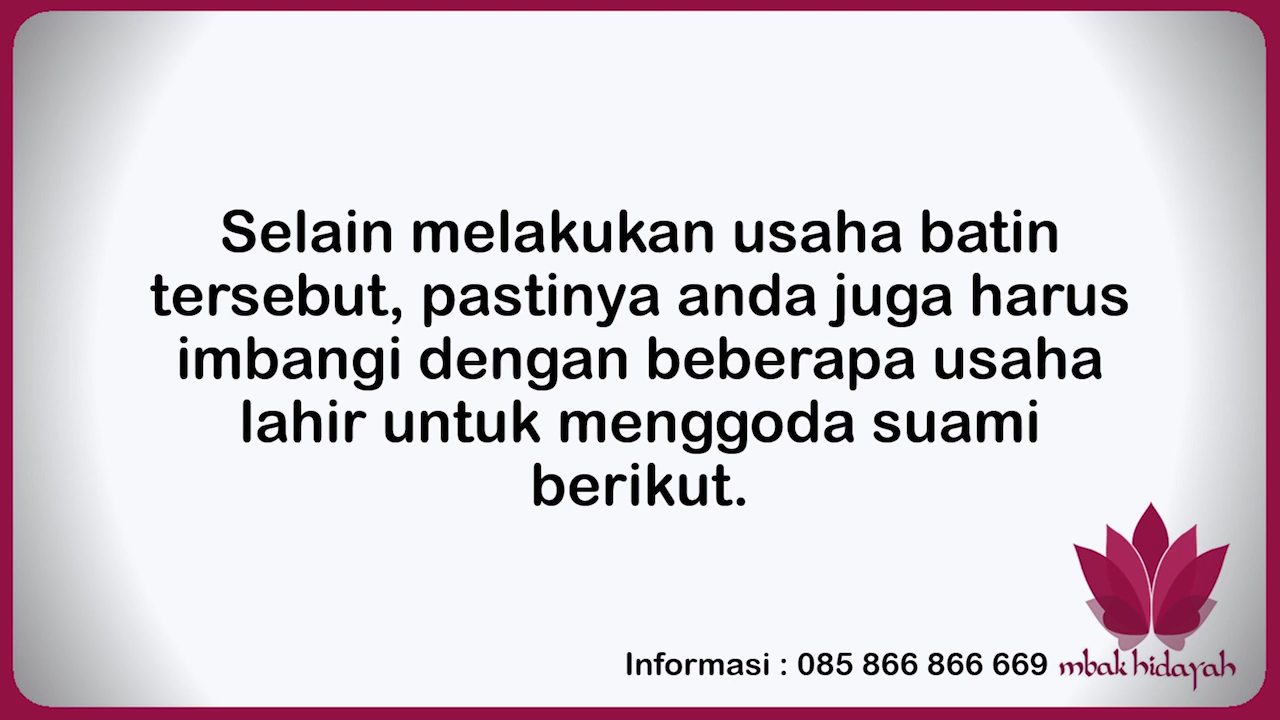 Selain melakukan usaha batin
tersebut, pastinya anda juga harus
imbangi dengan beberapa usaha
lahir untuk menggoda suami
berikut.
Informasi : 085 866 866 669
mbak hidayah